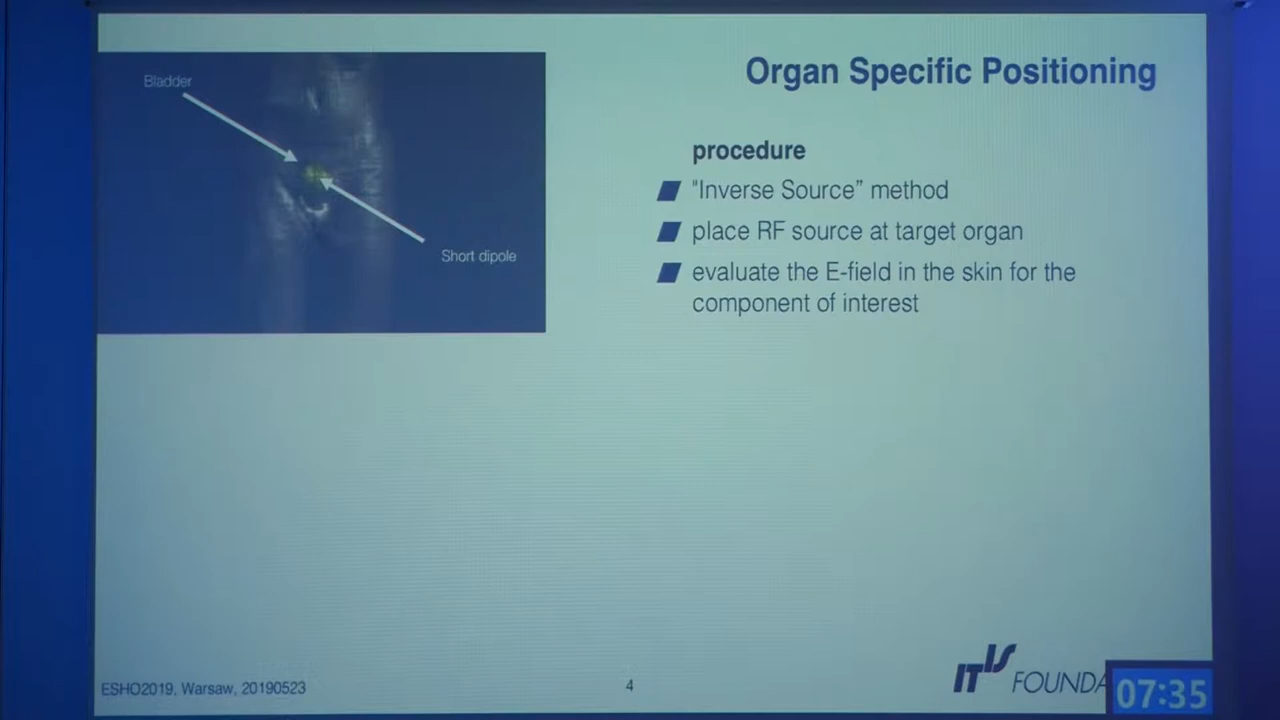 Bladder
Short dipole
Organ Specific Positioning
procedure
"Inverse Source” method
place RF source at target organ
evaluate the E-field in the skin for the
component of interest
ESHO2019, Warsaw, 20190523
4
IT'IS FOUNDA
07:35